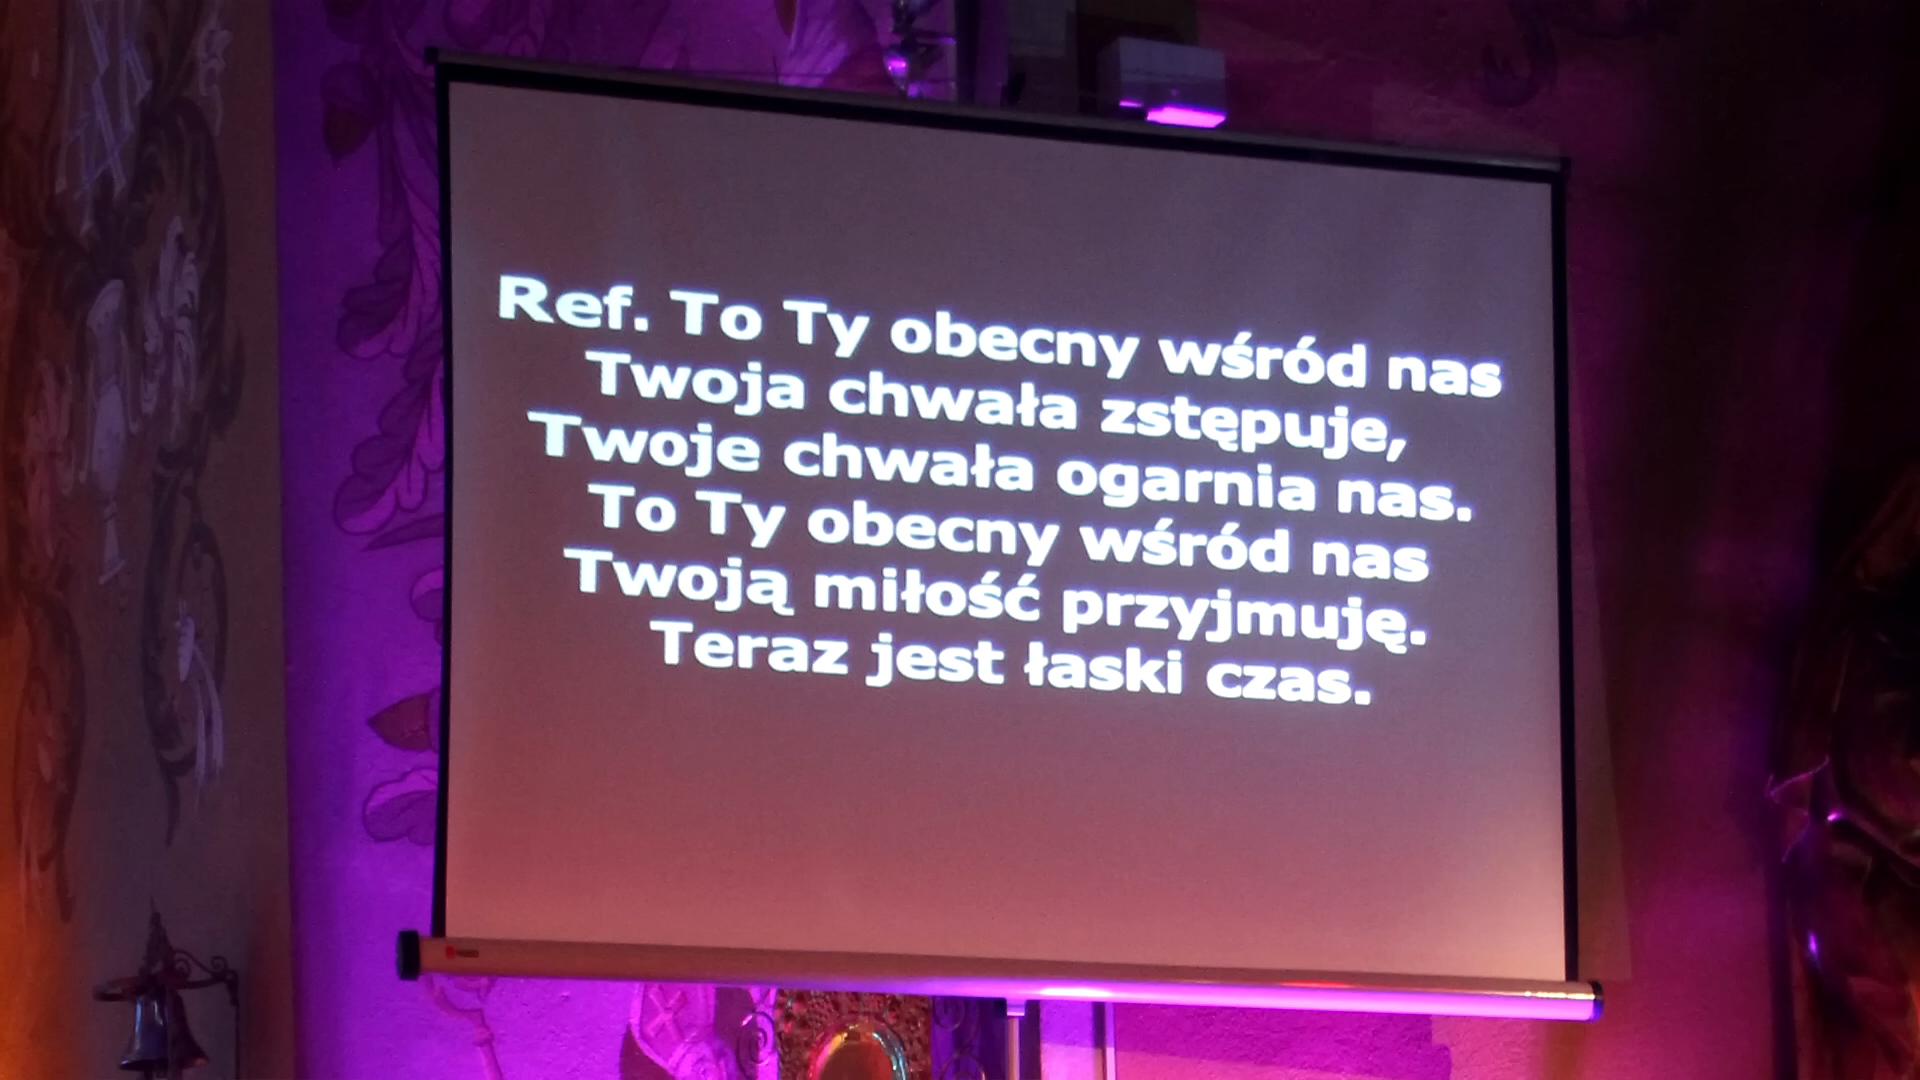 Ref. To Ty obecny wśród nas
Twoja chwała zstępuje,
Twoje chwała ogarnia nas.
To Ty obecny wśród nas
Twoją miłość przyjmuję.
Teraz jest łaski czas.